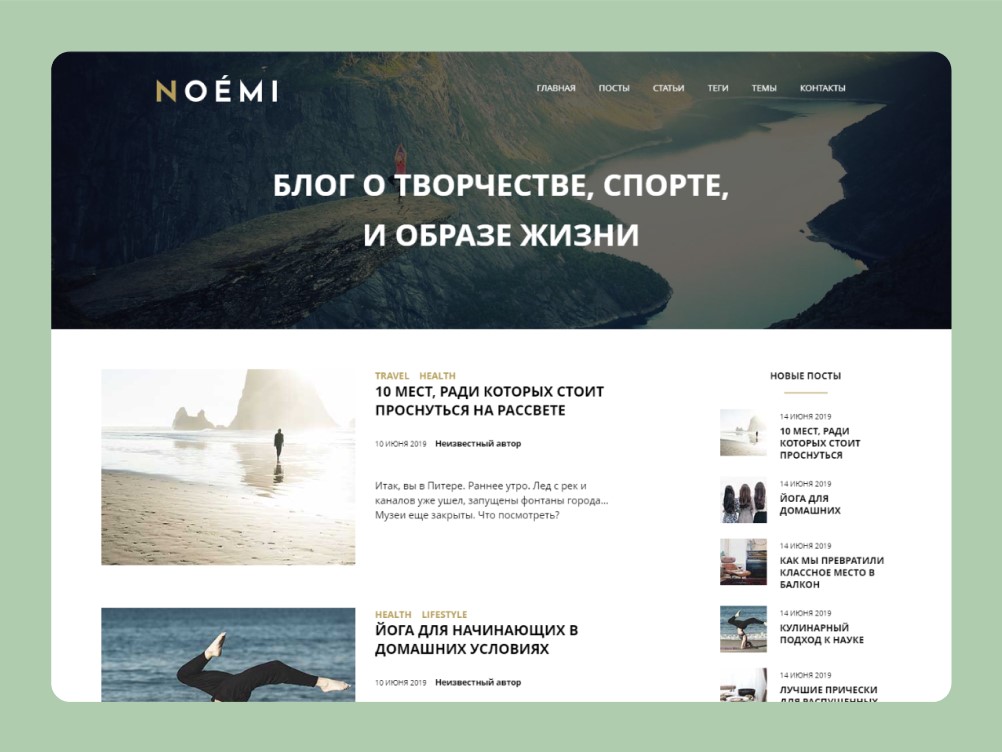 NOÉMI
ГЛАВНАЯ ПОСТЫ СТАТЬИ ТЕГИ ТЕМЫ КОНТАКТЫ
БЛОГ О ТВОРЧЕСТВЕ, СПОРТЕ,
И ОБРАЗЕ ЖИЗНИ
TRAVEL HEALTH
10 МЕСТ, РАДИ КОТОРЫХ СТОИТ
ПРОСНУТЬСЯ НА РАССВЕТЕ
10 ИЮНЯ 2019 Неизвестный автор
Итак, вы в Питере. Раннее утро. Лед с рек и
каналов уже ушел, запущены фонтаны города...
Музеи еще закрыты. Что посмотреть?
HEALTH LIFESTYLE
ЙОГА ДЛЯ НАЧИНАЮЩИХ В
ДОМАШНИХ УСЛОВИЯХ
10 ИЮНЯ 2019 Неизвестный автор
НОВЫЕ ПОСТЫ
14 ИЮНЯ 2019
10 МЕСТ, РАДИ
КОТОРЫХ СТОИТ
ПРОСНУТЬСЯ
14 ИЮНЯ 2019
ЙОГА ДЛЯ
ДОМАШНИХ
14 ИЮНЯ 2019
КАК МЫ ПРЕВРАТИЛИ
КЛАССНОЕ МЕСТО В
БАЛКОН
14 ИЮНЯ 2019
КУЛИНАРНЫЙ
ПОДХОД К НАУКЕ
14 ИЮНЯ 2019
ЛУЧШИЕ ПРИЧЕСКИ
ДЛЯ РАСПУЩЕННЫХ